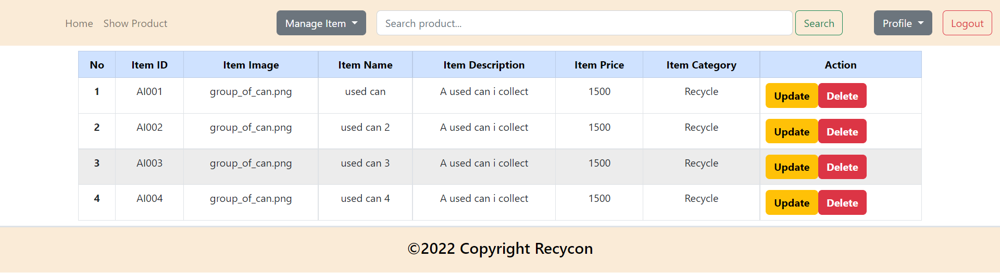 Home Show Product Manage Item Search product... Search Profile Logout
No Item ID Item Image Item Name Item Description Item Price Item Category Action
1 AI001 group_of_can.png used can A used can i collect 1500 Recycle Update Delete
2 AI002 group_of_can.png used can 2 A used can i collect 1500 Recycle Update Delete
3 AI003 group_of_can.png used can 3 A used can i collect 1500 Recycle Update Delete
4 AI004 group_of_can.png used can 4 A used can i collect 1500 Recycle Update Delete
©2022 Copyright Recycon